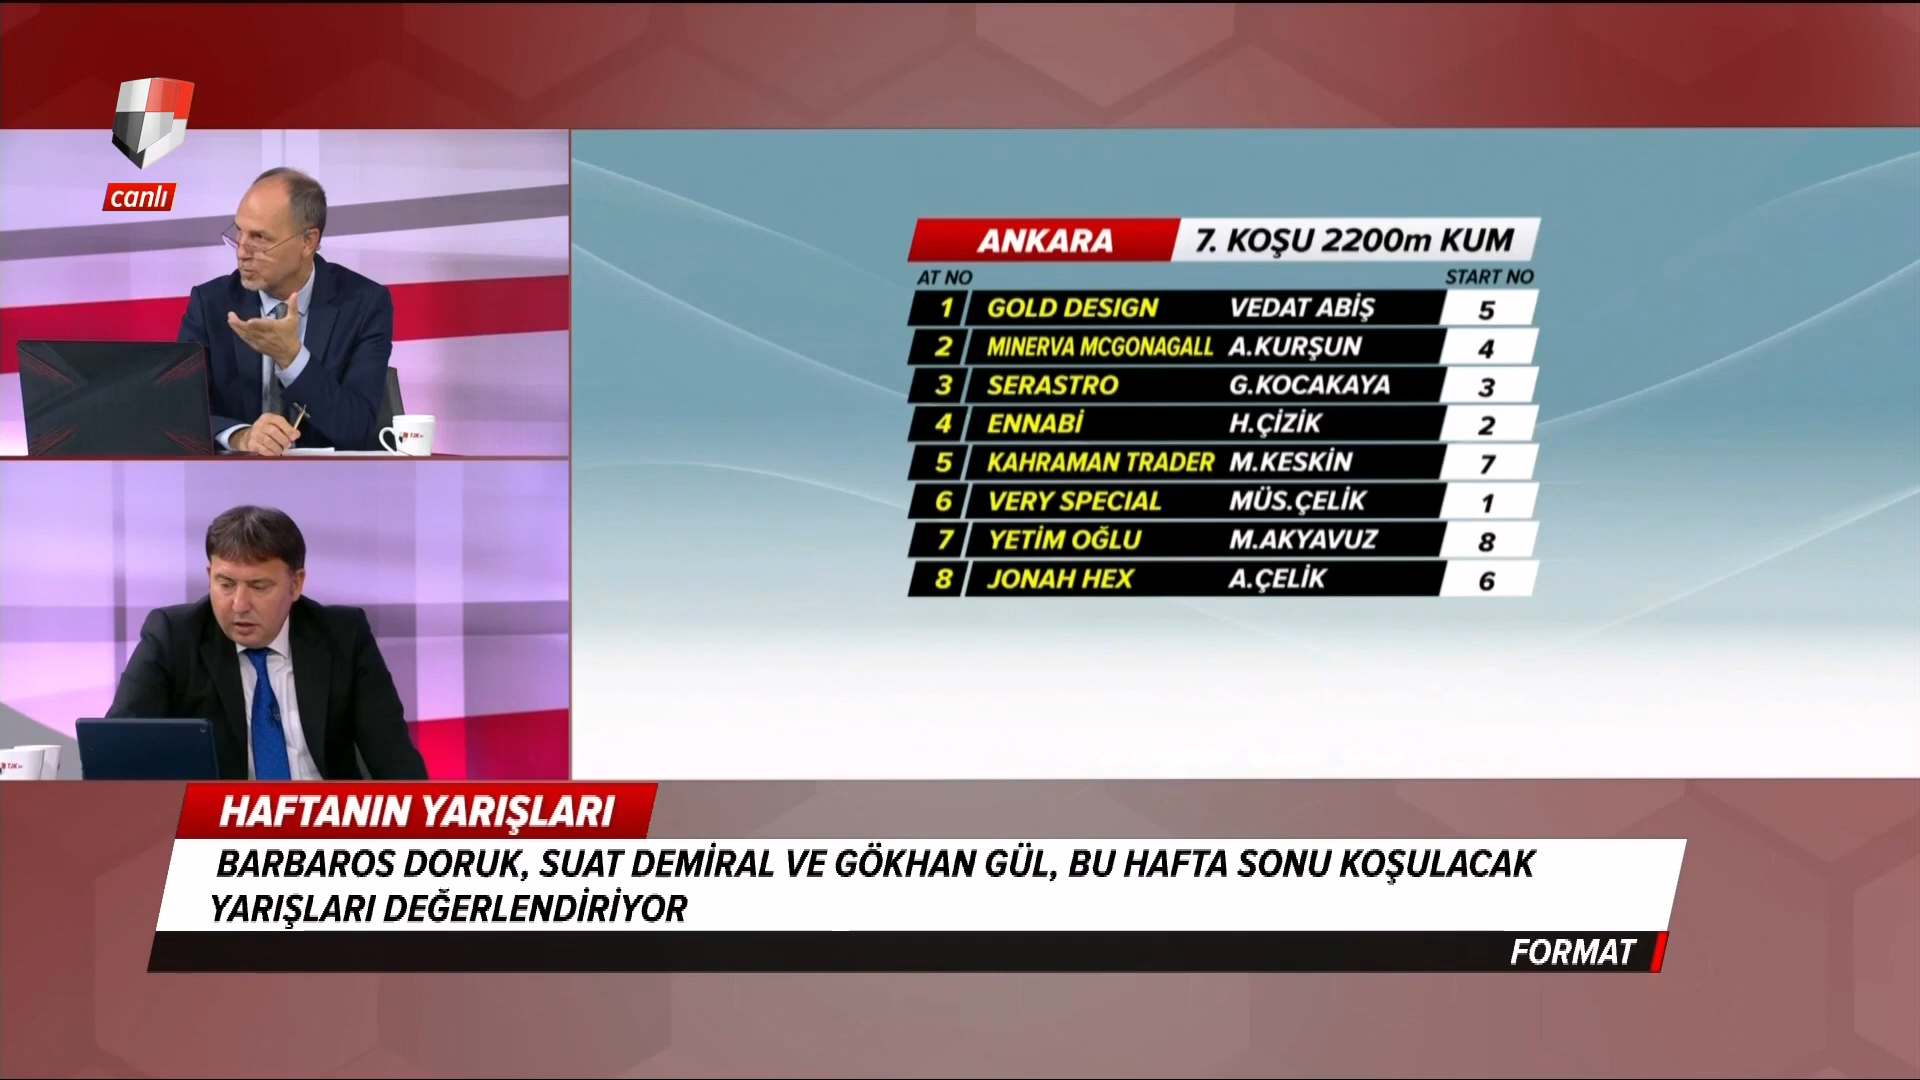 canlı
ANKARA 7. KOŞU 2200m KUM
AT NO START NO
1 GOLD DESIGN VEDAT ABİŞ 5
2 MINERVA MCGONAGALL A.KURŞUN 4
3 SERASTRO G.KOCAKAYA 3
4 ENNABİ H.ÇİZİK 2
5 KAHRAMAN TRADER M.KESKİN 7
6 VERY SPECIAL MÜS.ÇELİK 1
7 YETİM OĞLU M.AKYAVUZ 8
8 JONAH HEX A.ÇELİK 6
TJK
TJK
HAFTANIN YARIŞLARI
BARBAROS DORUK, SUAT DEMİRAL VE GÖKHAN GÜL, BU HAFTA SONU KOŞULACAK
YARIŞLARI DEĞERLENDİRİYOR
FORMAT